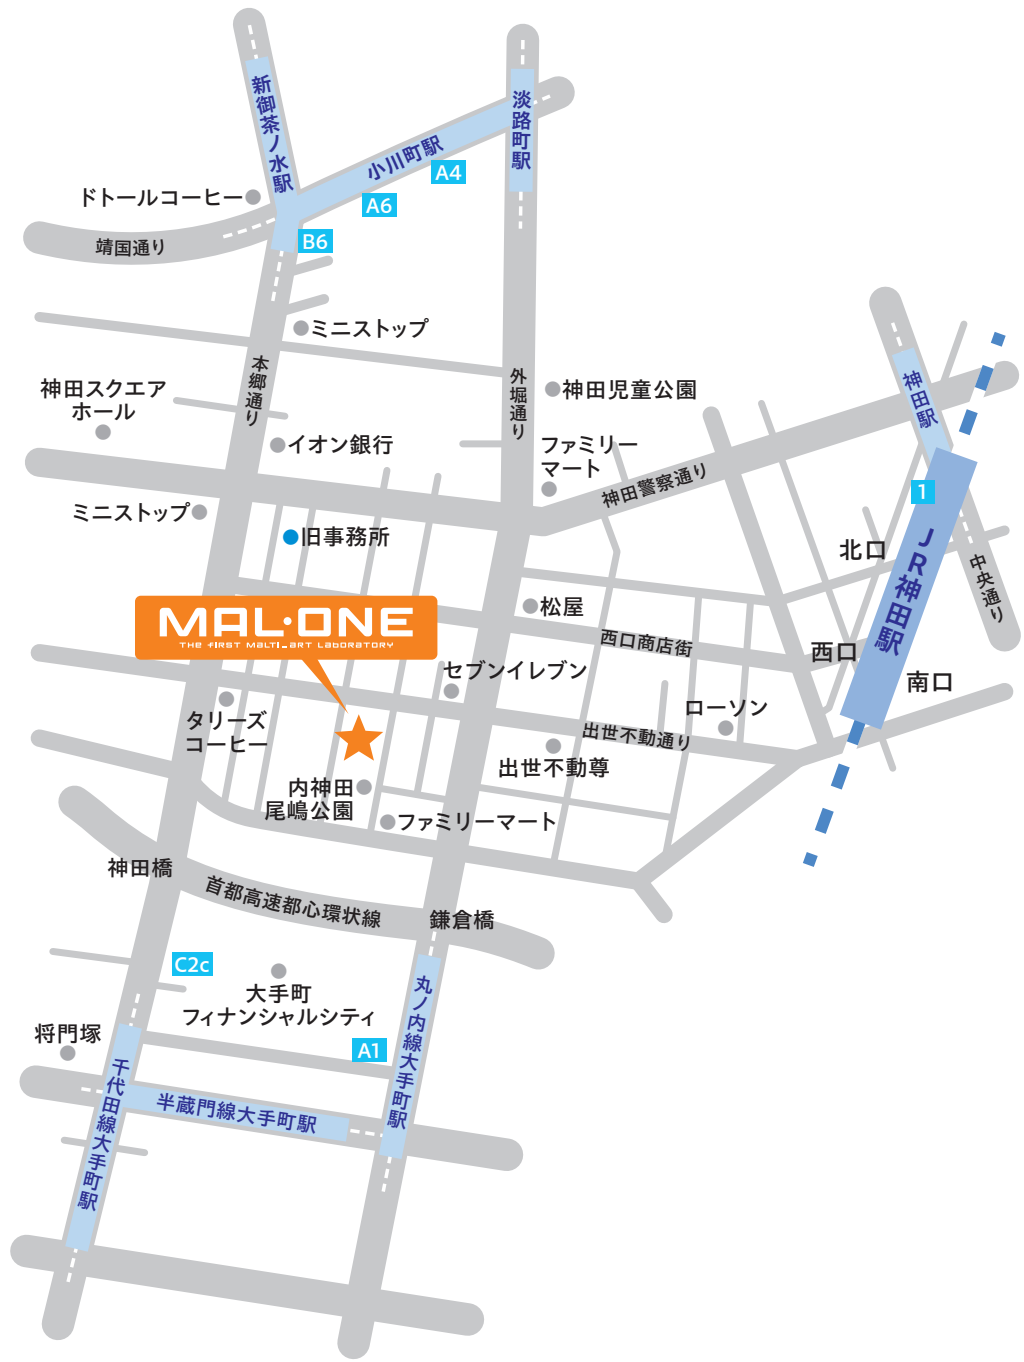 新御茶ノ水駅
淡路町駅
小川町駅
A4
A6
ドトールコーヒー
B6
靖国通り
ミニストップ
本郷通り
外堀通り
神田スクエア
ホール
神田児童公園
神田駅
イオン銀行
ファミリー
マート
神田警察通り
1
ミニストップ
旧事務所
北口
JR神田駅
中央通り
MAL·ONE
THE FIRST MALTI_ART LABORATORY
松屋
西口商店街
西口
南口
セブンイレブン
タリーズ
コーヒー
ローソン
出世不動通り
出世不動尊
内神田
尾嶋公園
ファミリーマート
神田橋
首都高速都心環状線
鎌倉橋
C2c
大手町
フィナンシャルシティ
丸ノ内線大手町駅
将門塚
A1
千代田線大手町駅
半蔵門線大手町駅